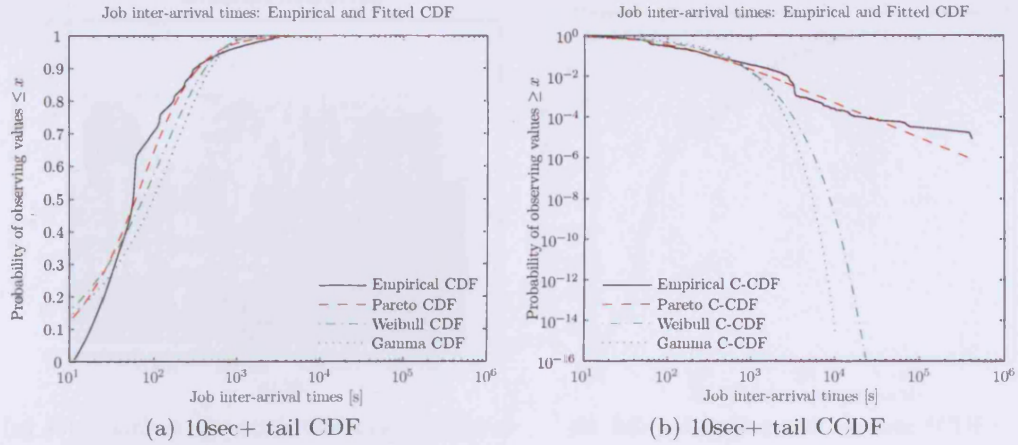 Job inter-arrival times: Empirical and Fitted CDF
Probability of observing values ≤ x
1
0.9
0.8
0.7
0.6
0.5
0.4
0.3
0.2
0.1
0
Empirical CDF
Pareto CDF
Weibull CDF
Gamma CDF
10^1 10^2 10^3 10^4 10^5 10^6
Job inter-arrival times [s]
(a) 10sec+ tail CDF
Job inter-arrival times: Empirical and Fitted CDF
Probability of observing values ≥ x
10^0
10^-2
10^-4
10^-6
10^-8
10^-10
10^-12
10^-14
10^-16
Empirical C-CDF
Pareto C-CDF
Weibull C-CDF
Gamma C-CDF
10^1 10^2 10^3 10^4 10^5 10^6
Job inter-arrival times [s]
(b) 10sec+ tail CCDF